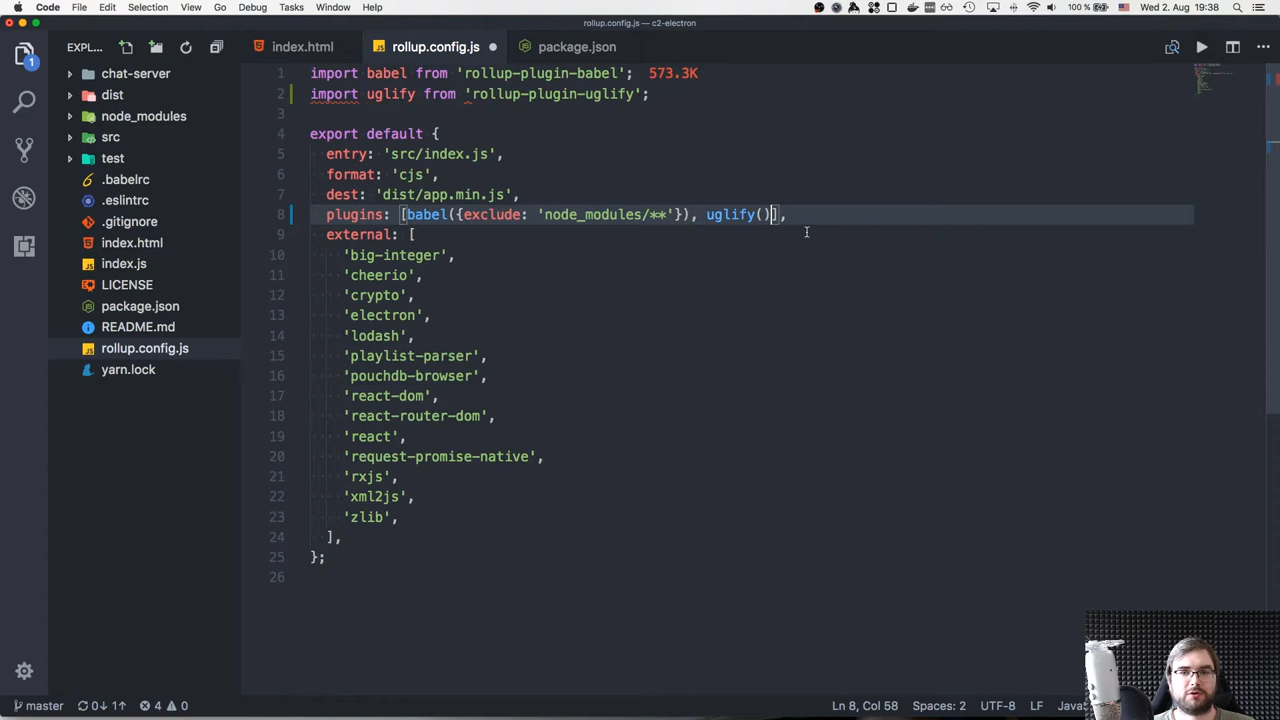 Code File Edit Selection View Go Debug Tasks Window Help 100 % Wed 2. Aug 19:38
rollup.config.js — c2-electron
EXPL... index.html rollup.config.js package.json
1
chat-server
dist
node_modules
src
test
.babelrc
.eslintrc
.gitignore
index.html
index.js
LICENSE
package.json
README.md
rollup.config.js
yarn.lock
1 import babel from 'rollup-plugin-babel'; 573.3K
2 import uglify from 'rollup-plugin-uglify';
3
4 export default {
5 entry: 'src/index.js',
6 format: 'cjs',
7 dest: 'dist/app.min.js',
8 plugins: [babel({exclude: 'node_modules/**'}), uglify()],
9 external: [
10 'big-integer',
11 'cheerio',
12 'crypto',
13 'electron',
14 'lodash',
15 'playlist-parser',
16 'pouchdb-browser',
17 'react-dom',
18 'react-router-dom',
19 'react',
20 'request-promise-native',
21 'rxjs',
22 'xml2js',
23 'zlib',
24 ],
25 };
26
master 0↓ 1↑ 4 0 Ln 8, Col 58 Spaces: 2 UTF-8 LF JavaS